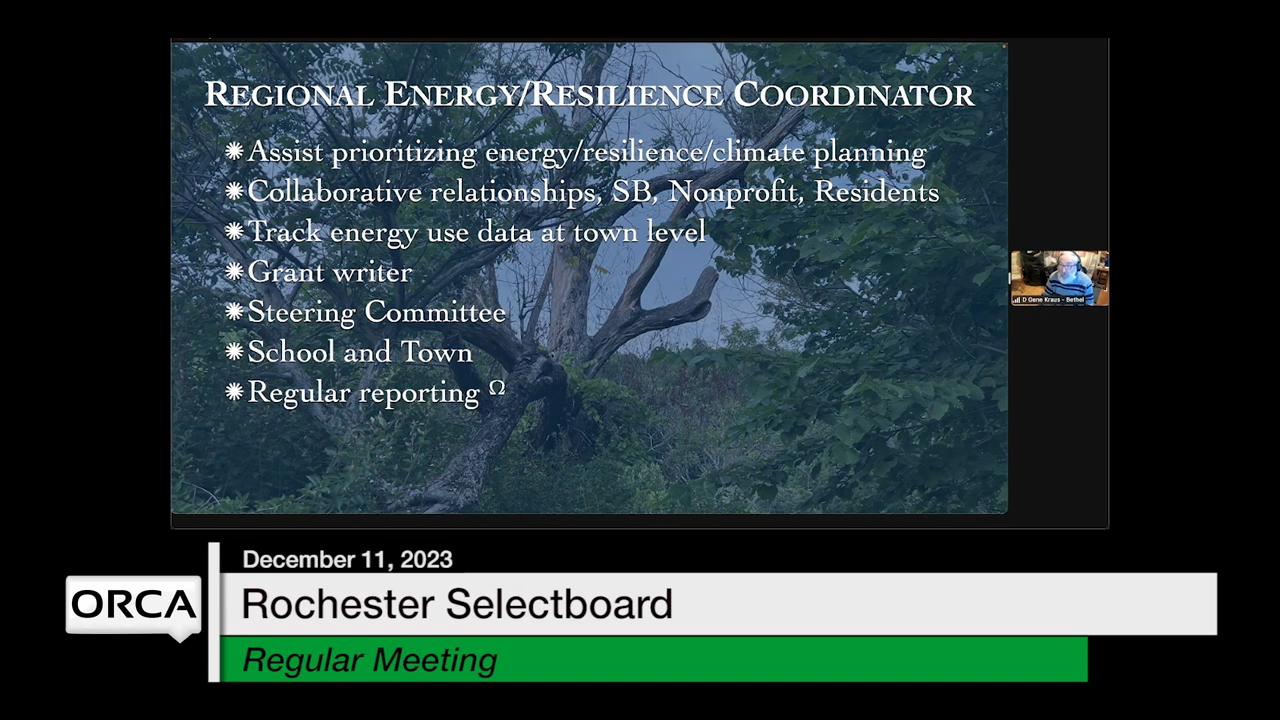 REGIONAL ENERGY/RESILIENCE COORDINATOR
✷Assist prioritizing energy/resilience/climate planning
✷Collaborative relationships, SB, Nonprofit, Residents
✷Track energy use data at town level
✷Grant writer
✷Steering Committee
✷School and Town
✷Regular reporting Ω
D Gene Kraus - Bethel
December 11, 2023
ORCA
Rochester Selectboard
Regular Meeting